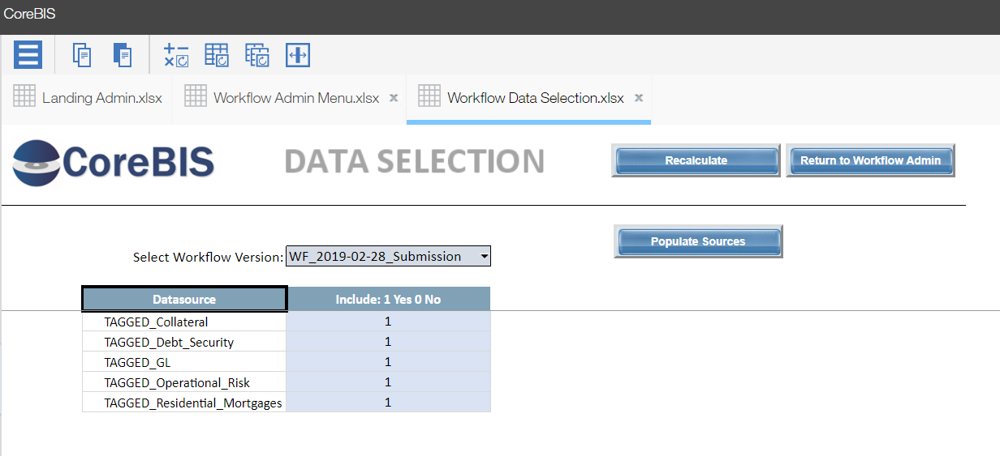 CoreBIS
Landing Admin.xlsx Workflow Admin Menu.xlsx x Workflow Data Selection.xlsx x
CoreBIS DATA SELECTION Recalculate Return to Workflow Admin
Populate Sources
Select Workflow Version: WF_2019-02-28_Submission
Datasource Include: 1 Yes 0 No
TAGGED_Collateral 1
TAGGED_Debt_Security 1
TAGGED_GL 1
TAGGED_Operational_Risk 1
TAGGED_Residential_Mortgages 1